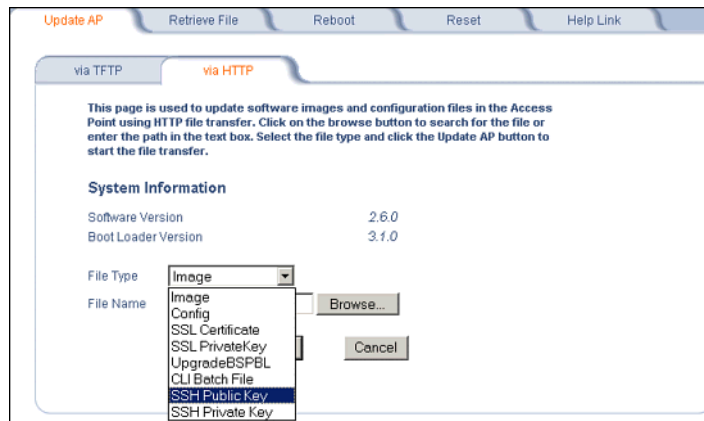 Update AP Retrieve File Reboot Reset Help Link
via TFTP via HTTP
This page is used to update software images and configuration files in the Access
Point using HTTP file transfer. Click on the browse button to search for the file or
enter the path in the text box. Select the file type and click the Update AP button to
start the file transfer.
System Information
Software Version 2.6.0
Boot Loader Version 3.1.0
File Type Image
File Name Browse...
Image
Config
SSL Certificate
SSL PrivateKey
UpgradeBSPBL
CLI Batch File
SSH Public Key
SSH Private Key
Cancel